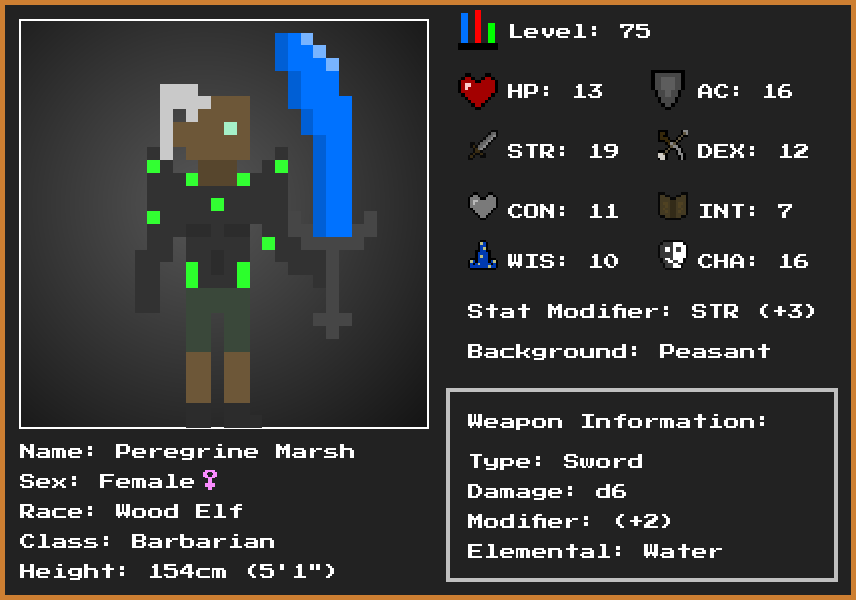 Level: 75
HP: 13
AC: 16
STR: 19
DEX: 12
CON: 11
INT: 7
WIS: 10
CHA: 16
Stat Modifier: STR (+3)
Background: Peasant
Weapon Information:
Type: Sword
Damage: d6
Modifier: (+2)
Elemental: Water
Name: Peregrine Marsh
Sex: Female♀
Race: Wood Elf
Class: Barbarian
Height: 154cm (5'1")